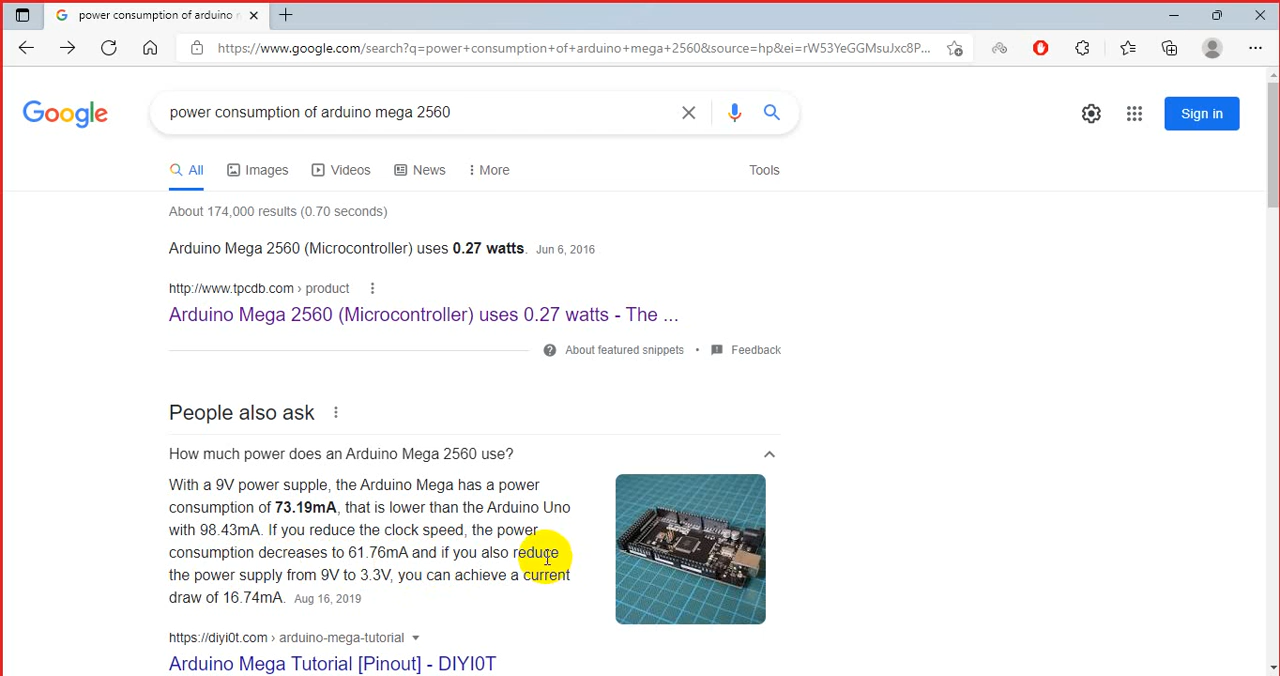 power consumption of arduino
https://www.google.com/search?q=power+consumption+of+arduino+mega+2560&source=hp&ei=rW53YeGGMsuJxc8P...
Google
power consumption of arduino mega 2560
Sign in
All Images Videos News More Tools
About 174,000 results (0.70 seconds)
Arduino Mega 2560 (Microcontroller) uses 0.27 watts. Jun 6, 2016
http://www.tpcdb.com › product
Arduino Mega 2560 (Microcontroller) uses 0.27 watts - The ...
About featured snippets • Feedback
People also ask
How much power does an Arduino Mega 2560 use?
With a 9V power supply, the Arduino Mega has a power
consumption of 73.19mA, that is lower than the Arduino Uno
with 98.43mA. If you reduce the clock speed, the power
consumption decreases to 61.76mA and if you also reduce
the power supply from 9V to 3.3V, you can achieve a current
draw of 16.74mA. Aug 16, 2019
https://diyi0t.com › arduino-mega-tutorial
Arduino Mega Tutorial [Pinout] - DIYI0T